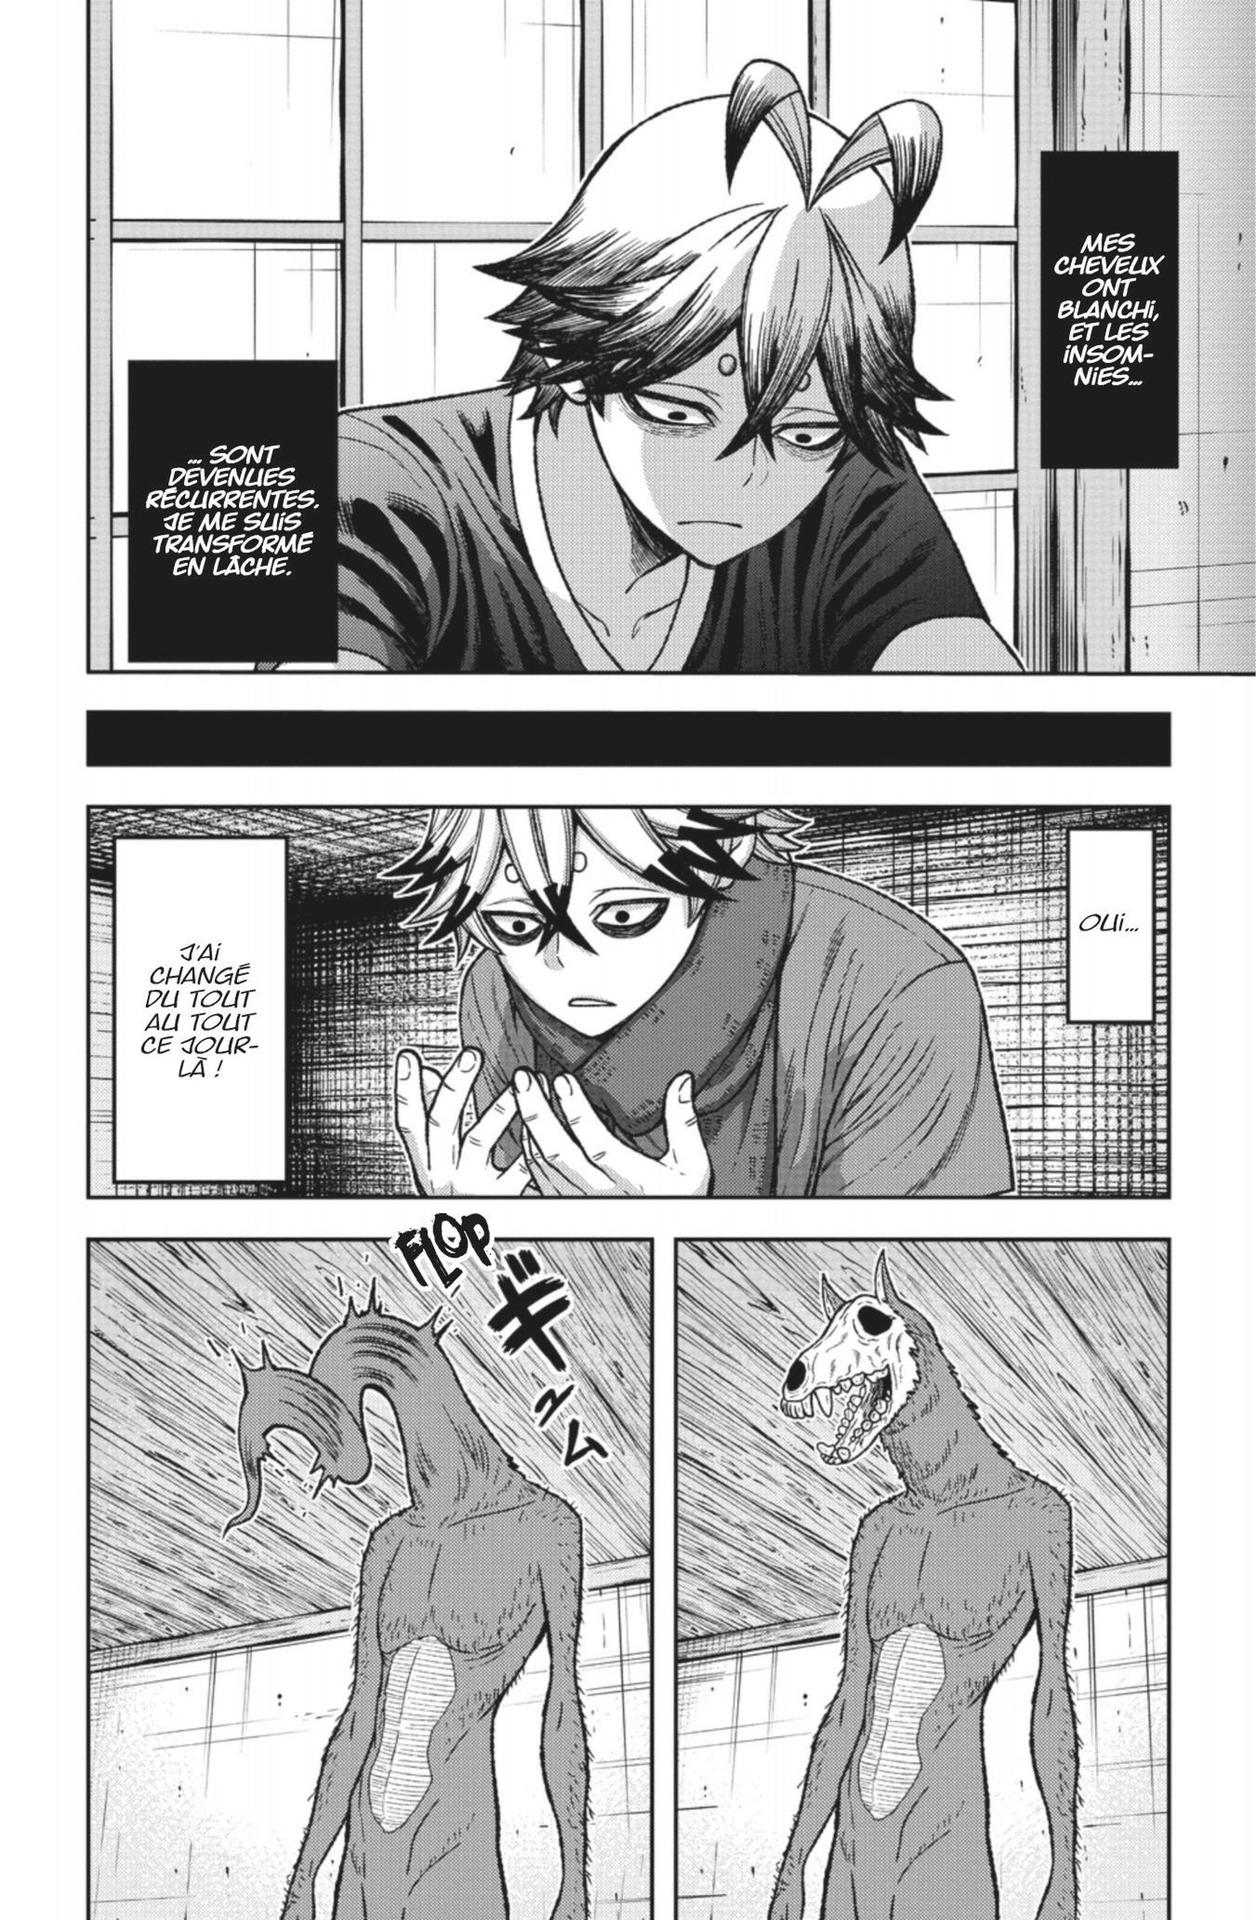 MES
CHEVEUX
ONT
BLANCHI,
ET LES
INSOM-
NIES...
... SONT
DEVENUES
RÉCURRENTES.
JE ME SUIS
TRANSFORMÉ
EN LÂCHE.
OUI...
J'AI
CHANGÉ
DU TOUT
AU TOUT
CE JOUR-
LÀ !
FLOP
ギュム